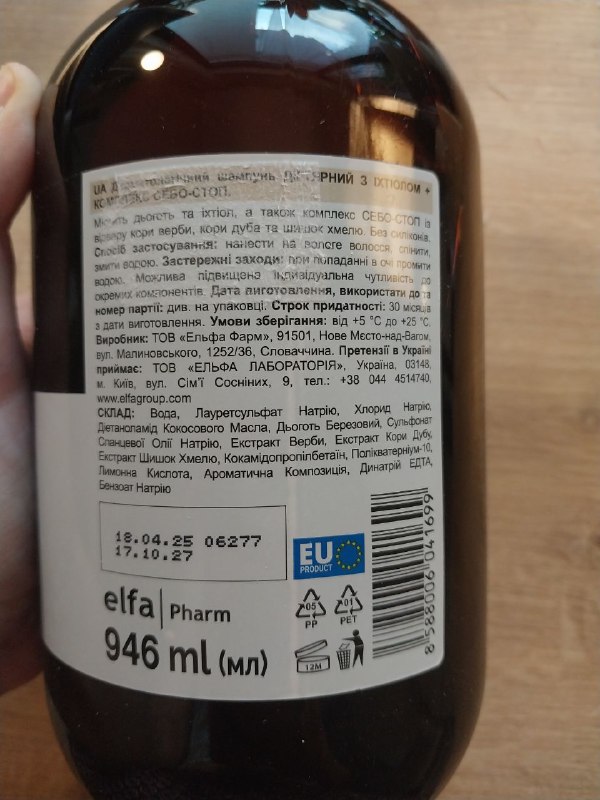 UA шампунь З ІХТІОЛОМ +
КОМПЛЕКС СЕБО-СТОП.
Містить дьоготь та іхтіол, а також комплекс СЕБО-СТОП із
відвару кори верби, кори дуба та шишок хмелю. Без силіконів.
Спосіб застосування: нанести на вологе волосся, спінити,
змити водою. Застережні заходи: при попаданні в очі промити
водою. Можлива підвищена індивідуальна чутливість до
окремих компонентів. Дата виготовлення, використати до та
номер партії: див. на упаковці. Строк придатності: 30 місяців
з дати виготовлення. Умови зберігання: від +5 °C до +25 °C.
Виробник: ТОВ «Ельфа Фарм», 91501, Нове Место-над-Вагом,
вул. Малиновського, 1252/36, Словаччина. Претензії в Україні
приймає: ТОВ «ЕЛЬФА ЛАБОРАТОРІЯ», Україна, 03148,
м. Київ, вул. Сім'ї Сосніних, 9, тел.: +38 044 4514740,
www.elfagroup.com
СКЛАД: Вода, Лауретсульфат Натрію, Хлорид Натрію,
Діетаноламід Кокосового Масла, Дьоготь Березовий, Сульфонат
Сланцевої Олії Натрію, Екстракт Верби, Екстракт Кори Дубу,
Екстракт Шишок Хмелю, Кокамідопропілбетаїн, Полікватерніум-10,
Лимонна Кислота, Ароматична Композиція, Динатрій ЕДТА,
Бензоат Натрію
18.04.25 06277
17.10.27
EU
PRODUCT
elfa Pharm
05
PP
01
PET
946 ml (мл)
12M
8 588006 041699